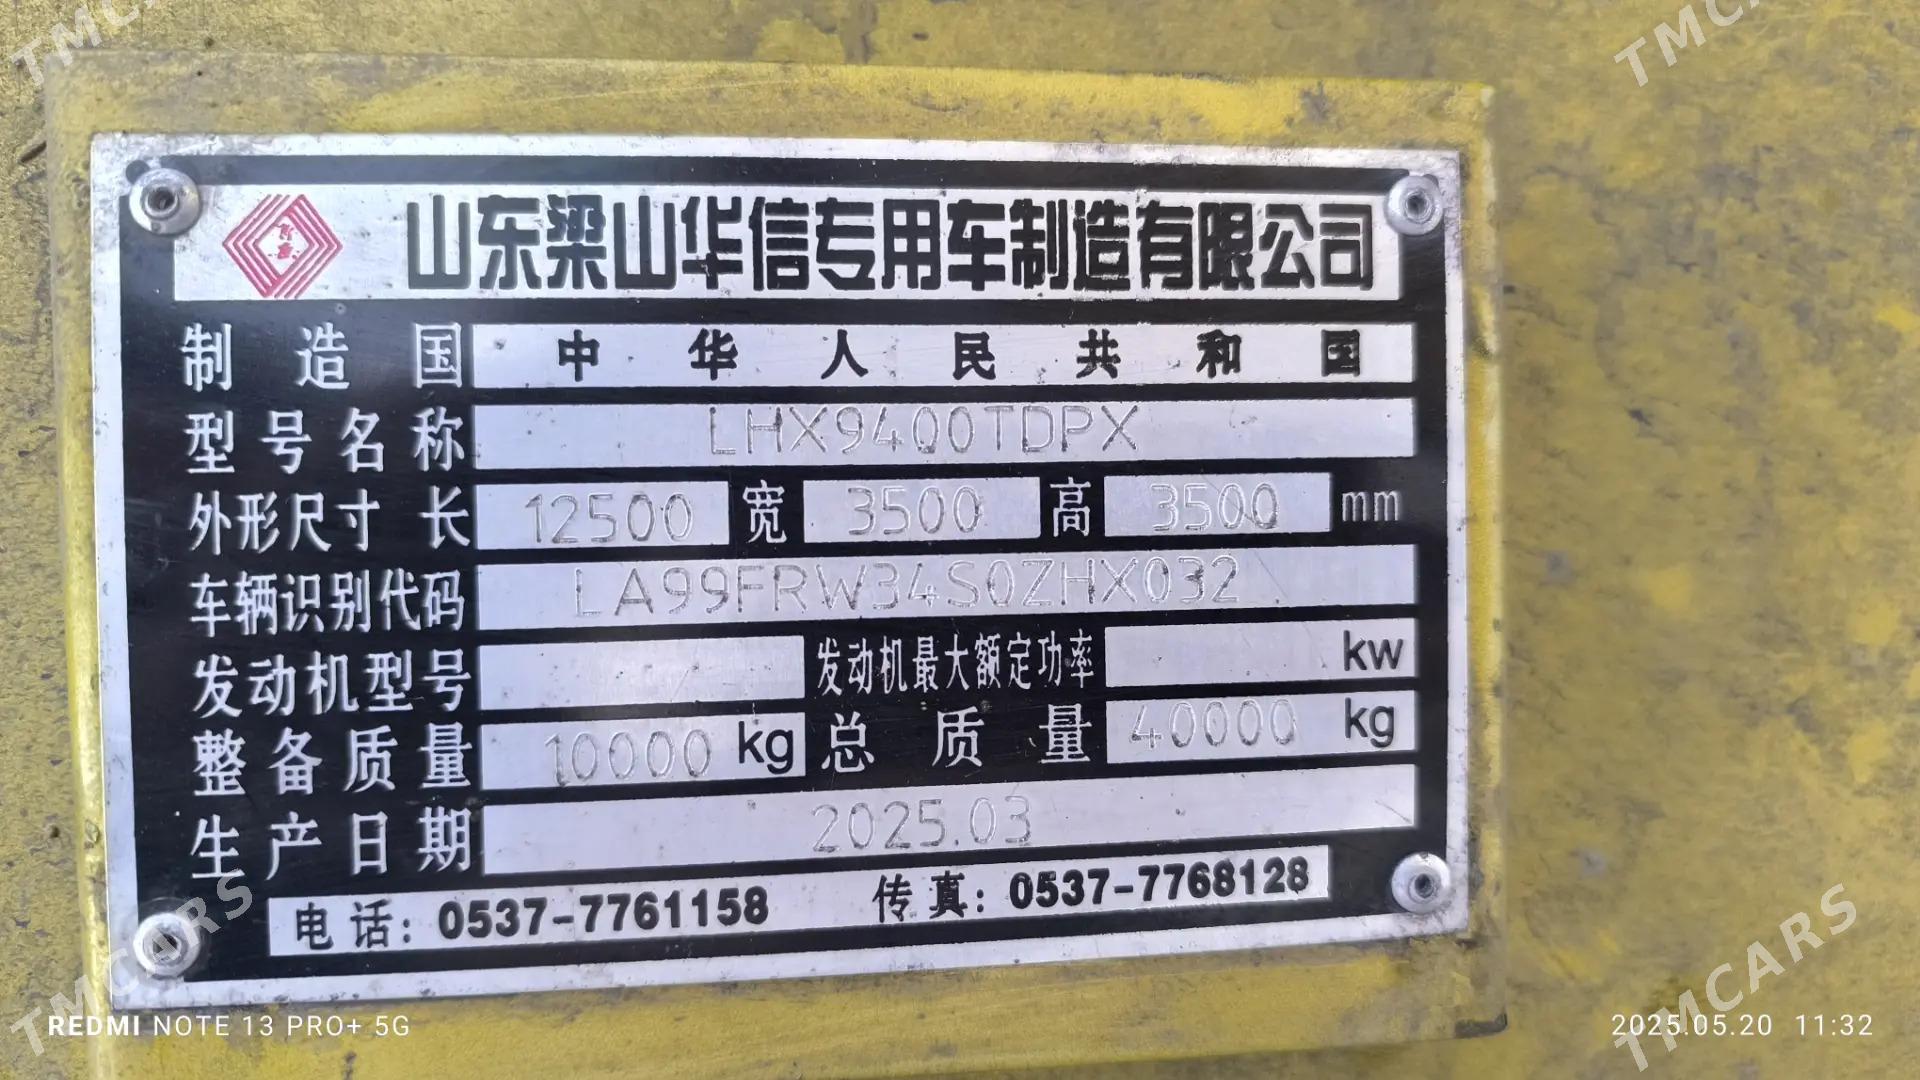 山东梁山华信专用车制造有限公司
制造国 中华人民共和国
型号名称 LHX9400TDPX
外形尺寸 长 12500 宽 3500 高 3500 mm
车辆识别代码 LA99FRW34S0ZHX032
发动机型号 发动机最大额定功率 kw
整备质量 10000 kg 总质量 40000 kg
生产日期 2025.03
电话: 0537-7761158 传真: 0537-7768128
TMCARS
TMCARS
REDMI NOTE 13 PRO+ 5G
2025.05.20 11:32